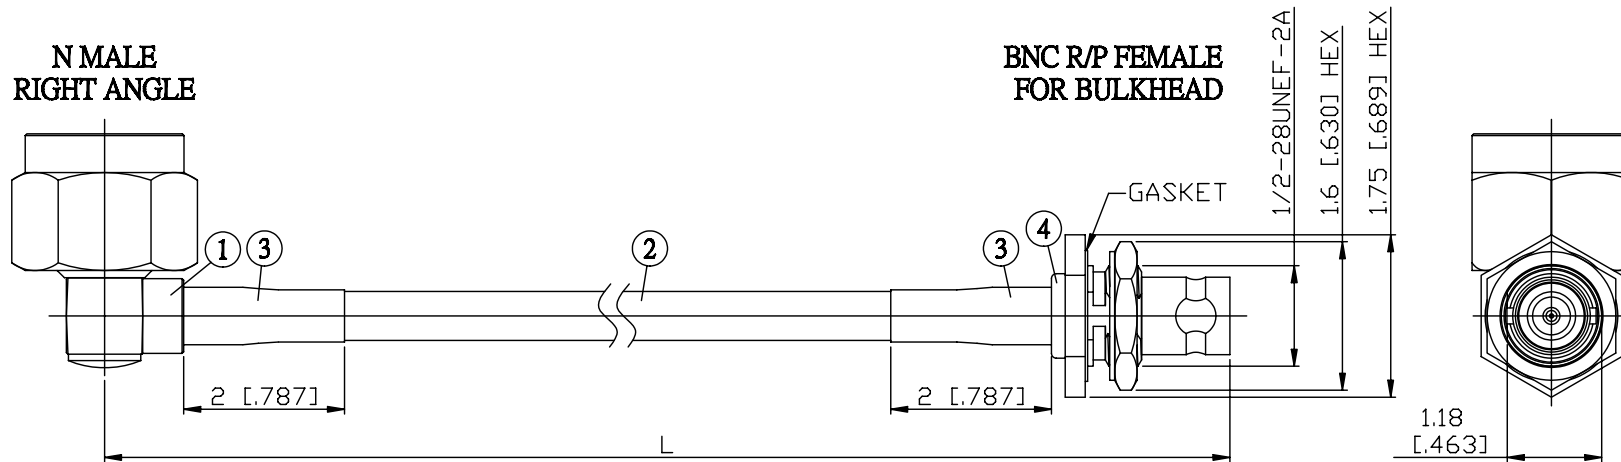 N MALE
RIGHT ANGLE
BNC R/P FEMALE
FOR BULKHEAD
1/2-28UNEF-2A
1.6 [.630] HEX
1.75 [.689] HEX
GASKET
1
3
2
3
4
2 [.787]
2 [.787]
L
1.18
[.463]